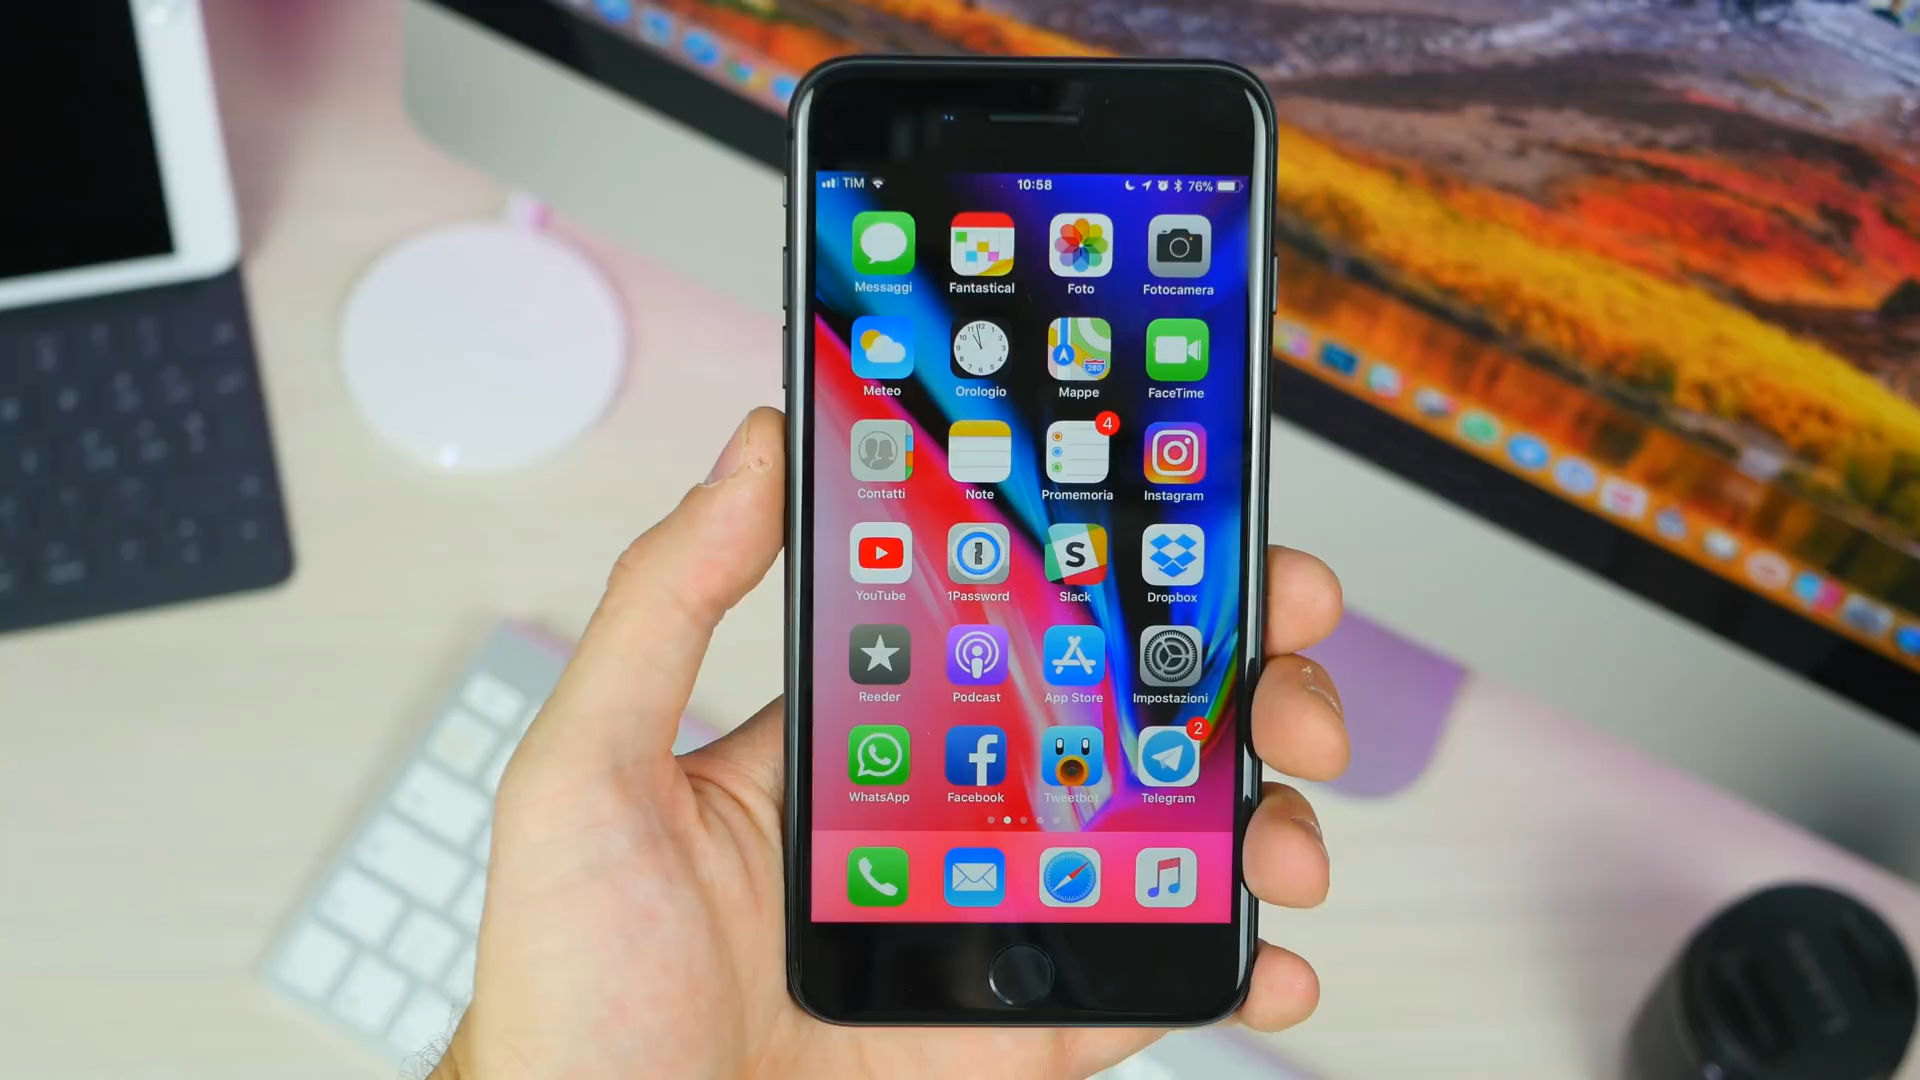 TIM 10:58 76%
Messaggi Fantastical Foto Fotocamera
Meteo Orologio Mappe FaceTime
4
Contatti Note Promemoria Instagram
YouTube 1Password Slack Dropbox
Reeder Podcast App Store Impostazioni
2
WhatsApp Facebook Tweetbot Telegram